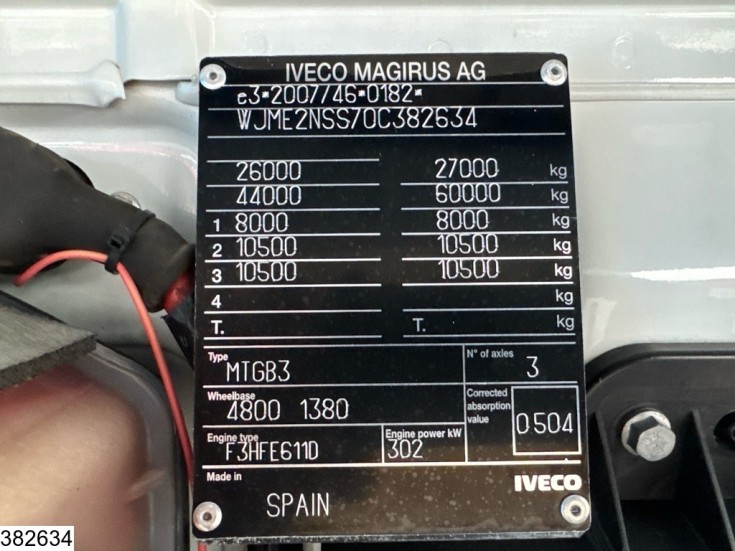 IVECO MAGIRUS AG
e3*2007/46*0182*
WJME2NSS70C382634
26000 27000 kg
44000 60000 kg
1 8000 8000 kg
2 10500 10500 kg
3 10500 10500 kg
4 kg
T. T. kg
Type MTGB3 N° of axles 3
Wheelbase 4800 1380 Corrected absorption value 0504
Engine type F3HFE611D Engine power kW 302
Made in SPAIN IVECO
382634